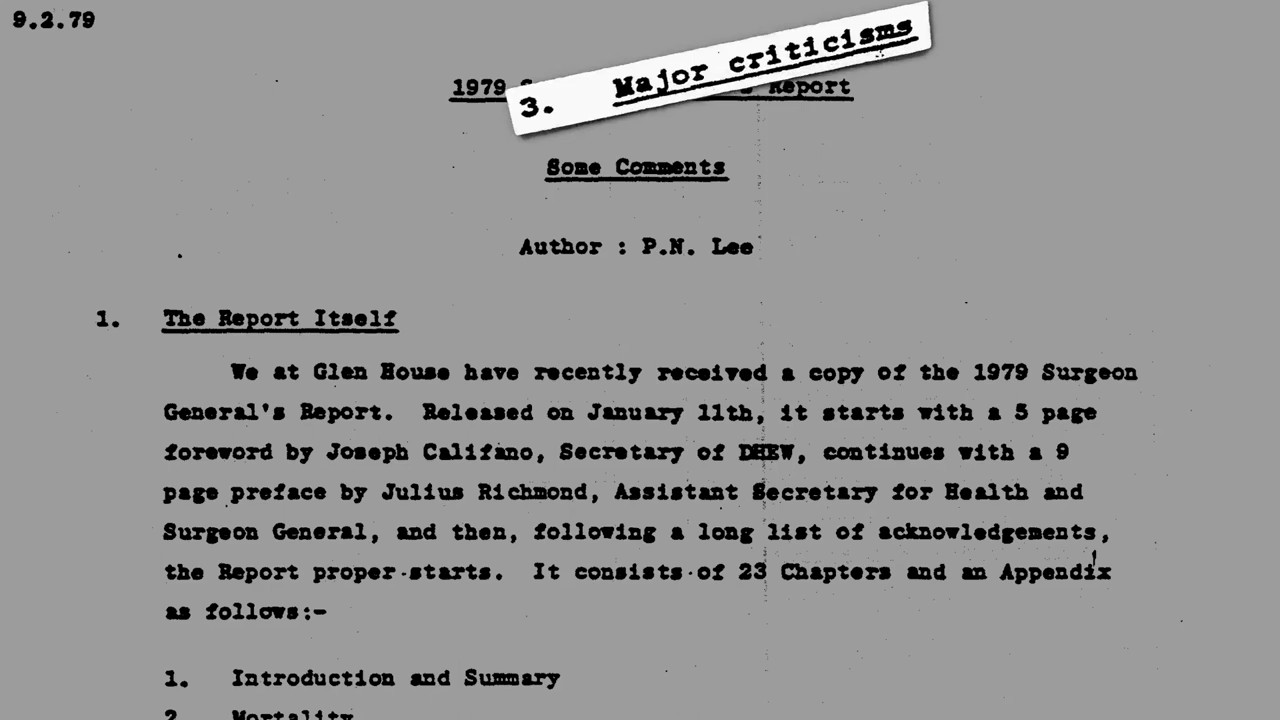 9.2.79
3. Major criticisms
1979 Report
Some Comments
Author : P.N. Lee
1. The Report Itself
We at Glen House have recently received a copy of the 1979 Surgeon
General's Report. Released on January 11th, it starts with a 5 page
foreword by Joseph Califano, Secretary of DHEW, continues with a 9
page preface by Julius Richmond, Assistant Secretary for Health and
Surgeon General, and then, following a long list of acknowledgements,
the Report proper starts. It consists of 23 Chapters and an Appendix
as follows:-
1. Introduction and Summary
2. Mortality